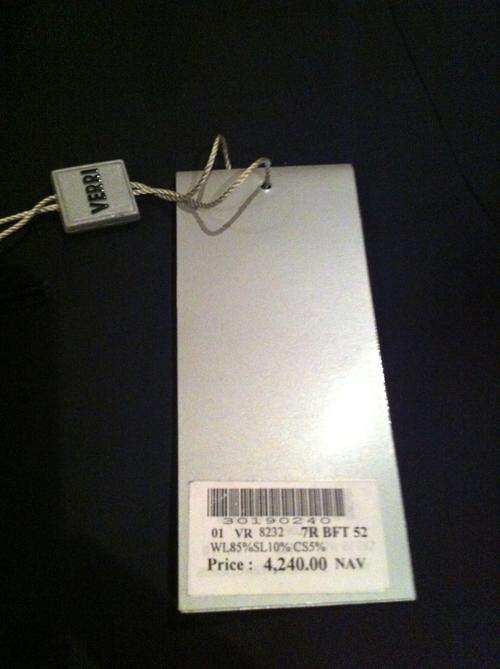 VERRI
30190240
01 VR 8232 7R BFT 52
WL85%SL10% CS5%
Price : 4,240.00 NAV